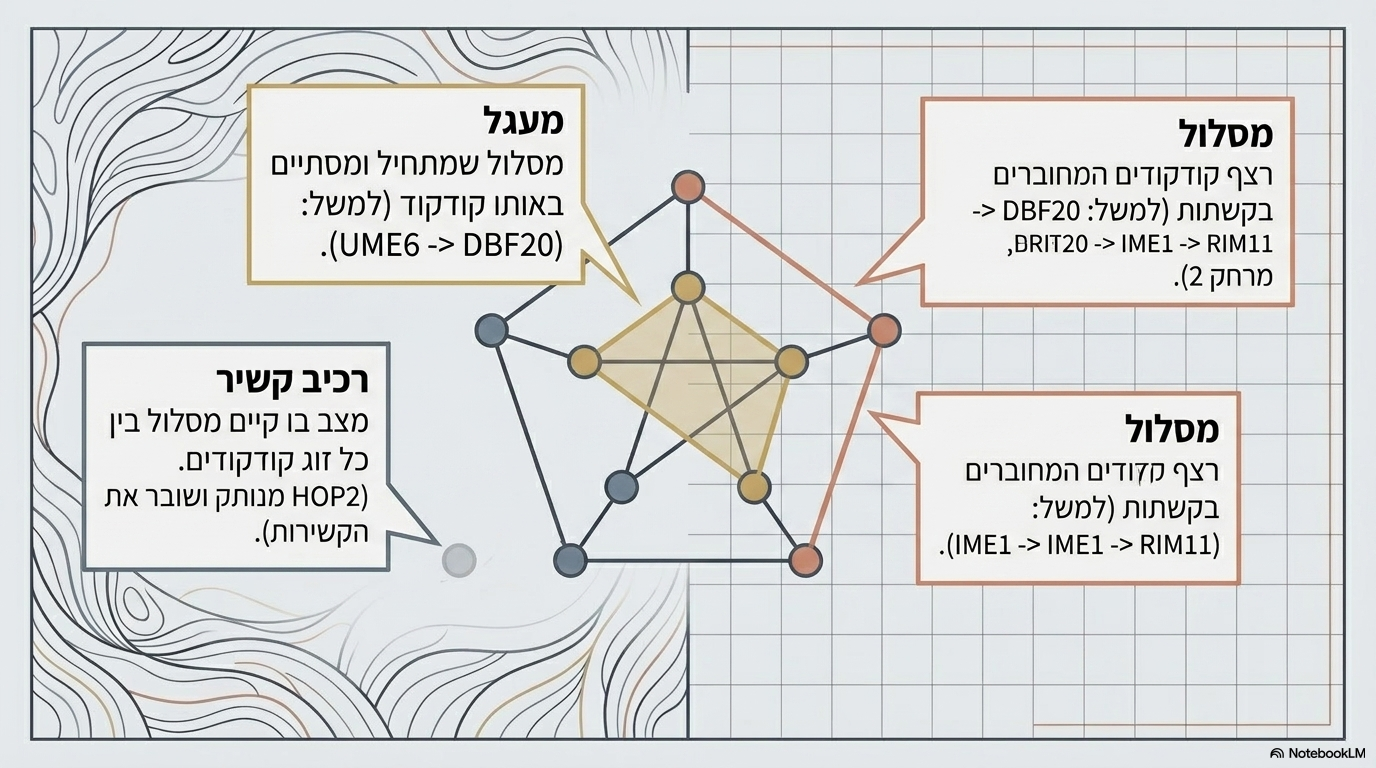 מעגל
מסלול שמתחיל ומסתיים
באותו קודקוד (למשל:
UME6 -> DBF20).
מסלול
רצף קודקודים המחוברים
בקשתות (למשל: DBF20 ->
IME1 -> RIM11 ->
מרחק 2).
רכיב קשיר
מצב בו קיים מסלול בין
כל זוג קודקודים.
(HOP2 מנותק ושובר את
הקשירות).
מסלול
רצף המחוברים
בקשתות (למשל:
(IME1 -> IME1 -> RIM11).
NotebookLM